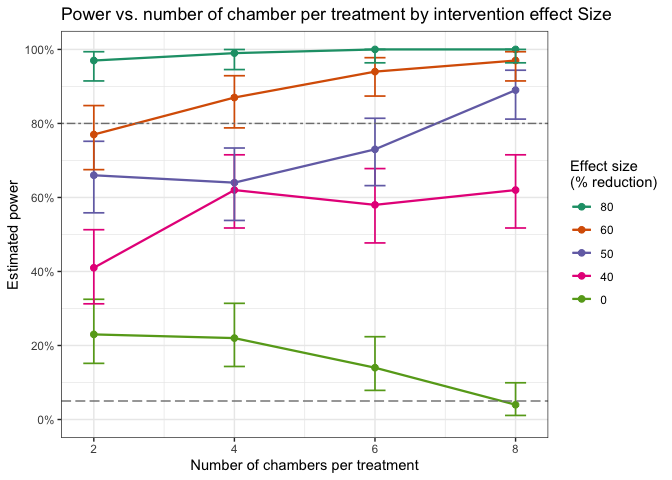 Power vs. number of chamber per treatment by intervention effect Size
100%
80%
60%
40%
20%
0%
Estimated power
2 4 6 8
Number of chambers per treatment
Effect size
(% reduction)
80
60
50
40
0